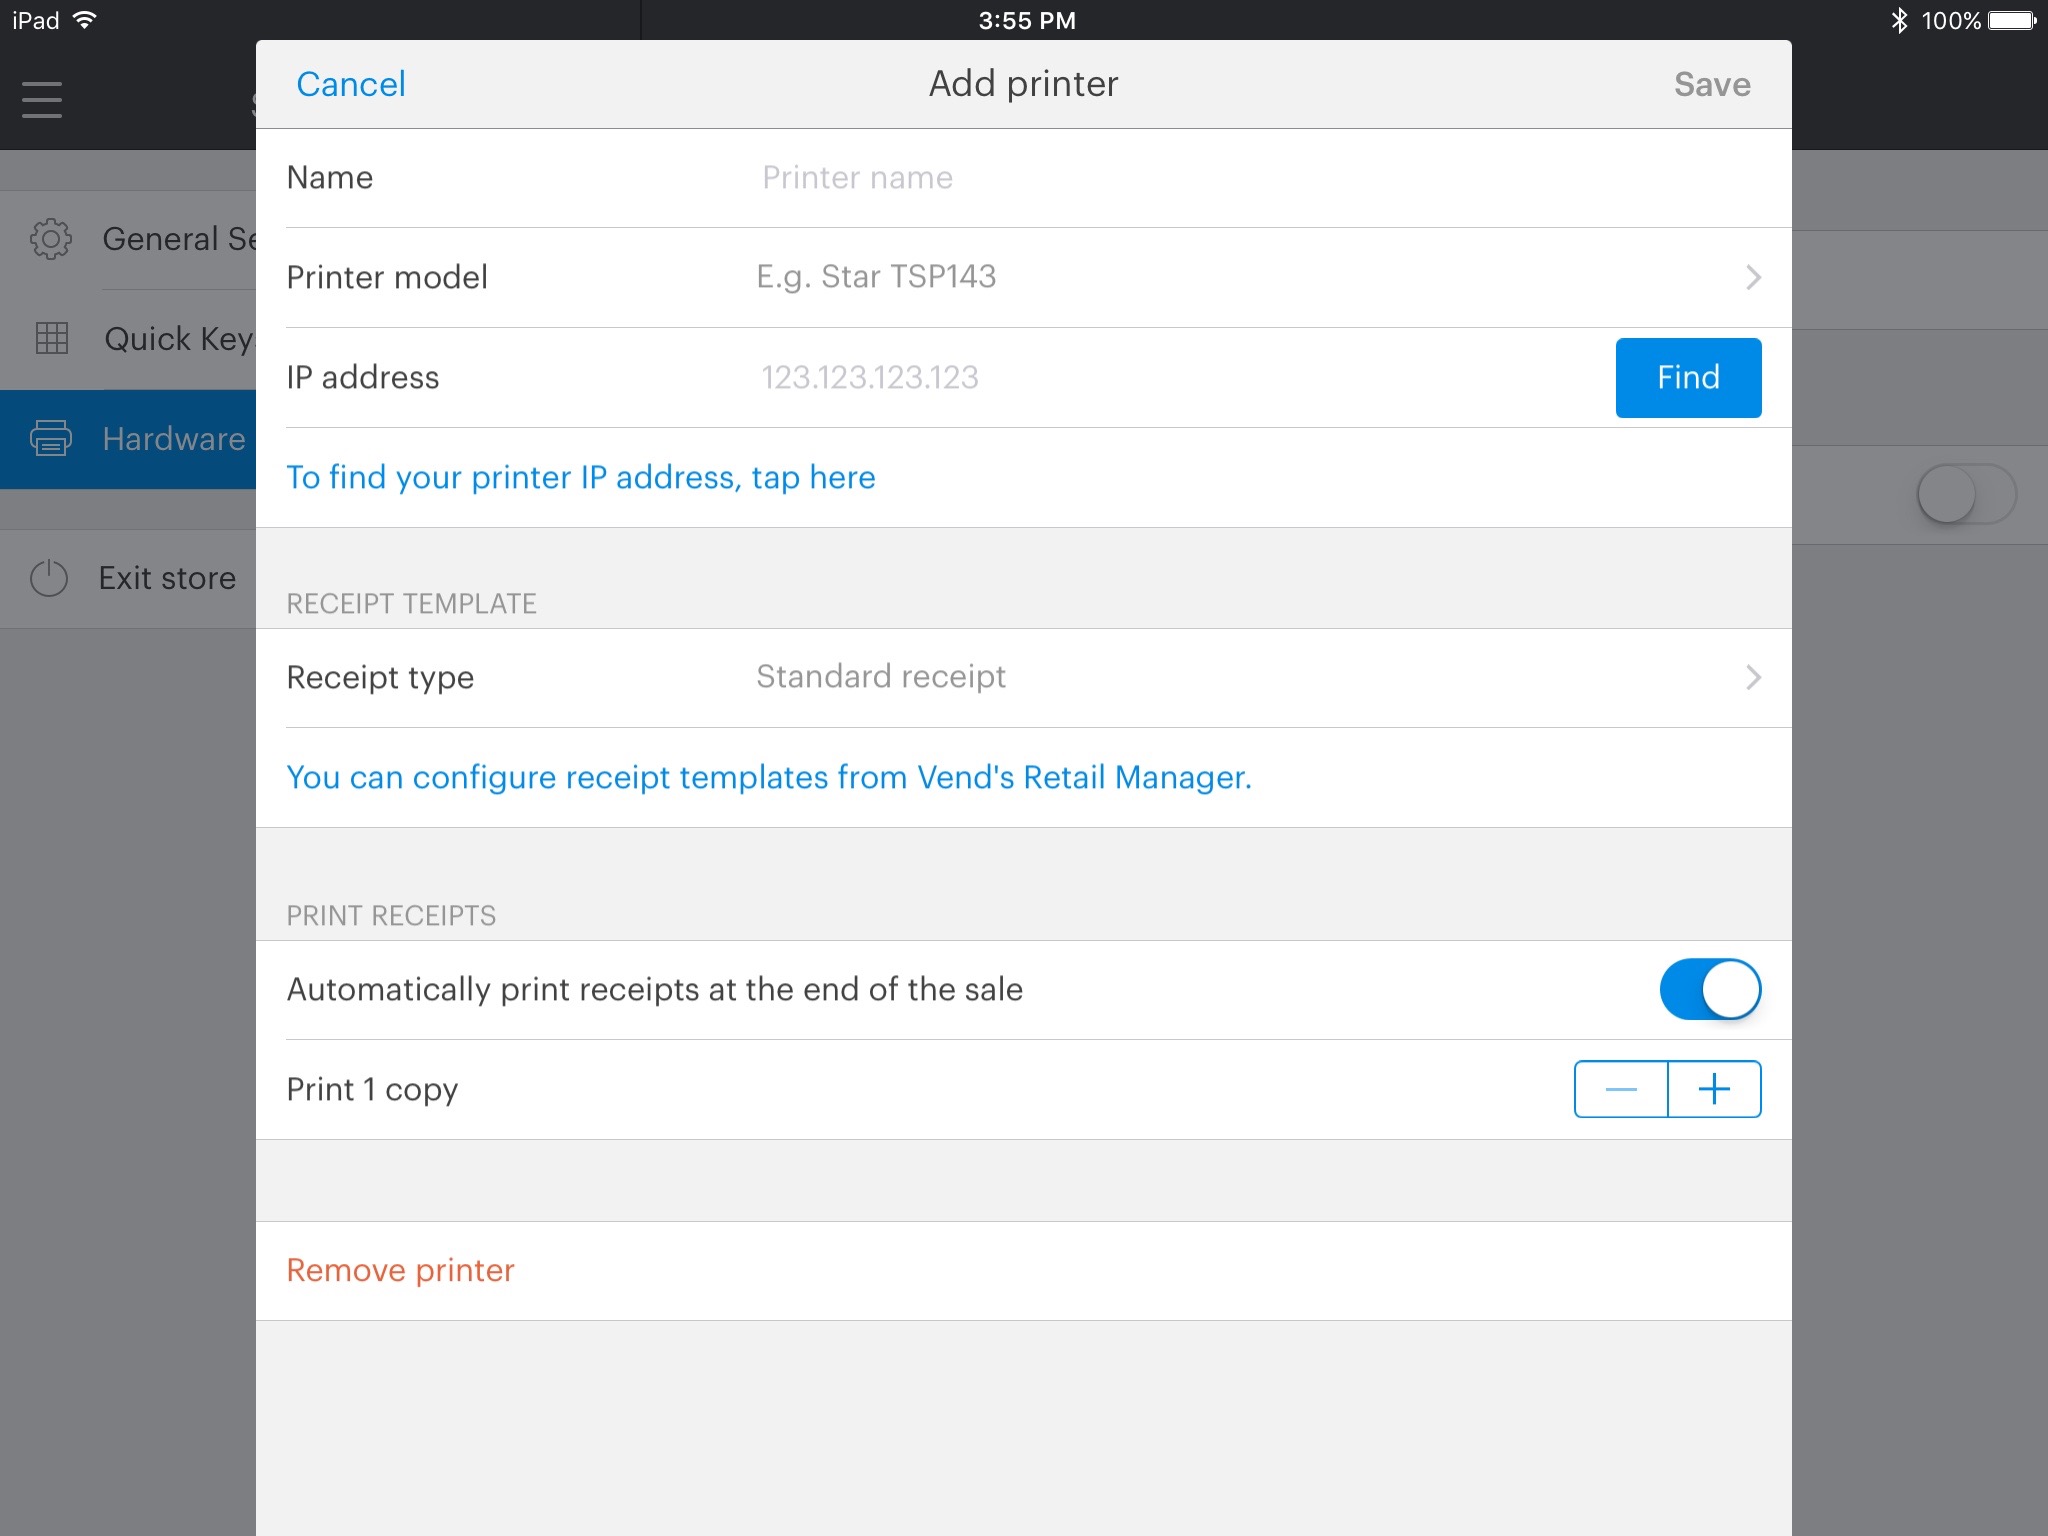 iPad 3:55 PM 100%
Cancel Add printer Save
Name Printer name
General
Printer model E.g. Star TSP143
Quick
IP address 123.123.123.123 Find
Hardware
To find your printer IP address, tap here
Exit store
RECEIPT TEMPLATE
Receipt type Standard receipt
You can configure receipt templates from Vend's Retail Manager.
PRINT RECEIPTS
Automatically print receipts at the end of the sale
Print 1 copy
Remove printer